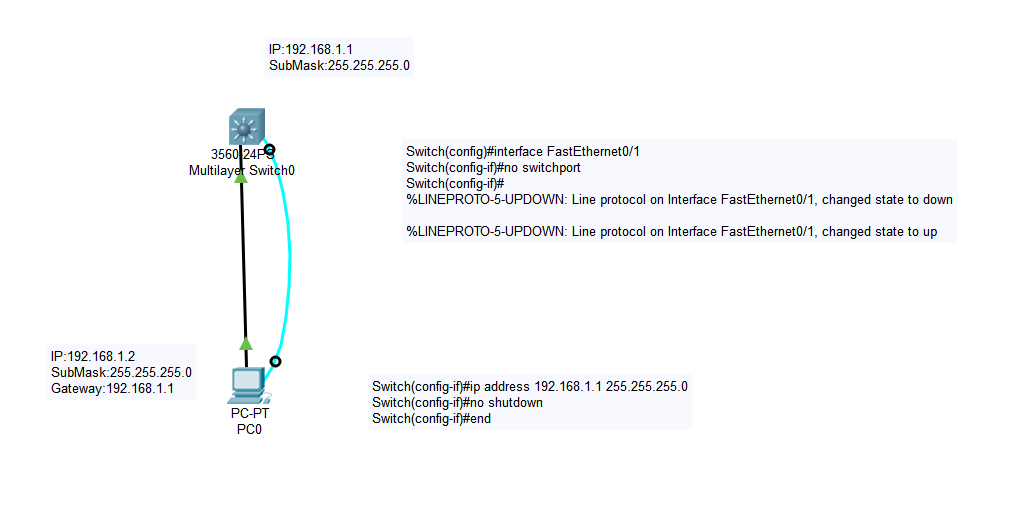 IP:192.168.1.1
SubMask:255.255.255.0
3560-24PS
Multilayer Switch0
Switch(config)#interface FastEthernet0/1
Switch(config-if)#no switchport
Switch(config-if)#
%LINEPROTO-5-UPDOWN: Line protocol on Interface FastEthernet0/1, changed state to down
%LINEPROTO-5-UPDOWN: Line protocol on Interface FastEthernet0/1, changed state to up
IP:192.168.1.2
SubMask:255.255.255.0
Gateway:192.168.1.1
PC-PT
PC0
Switch(config-if)#ip address 192.168.1.1 255.255.255.0
Switch(config-if)#no shutdown
Switch(config-if)#end